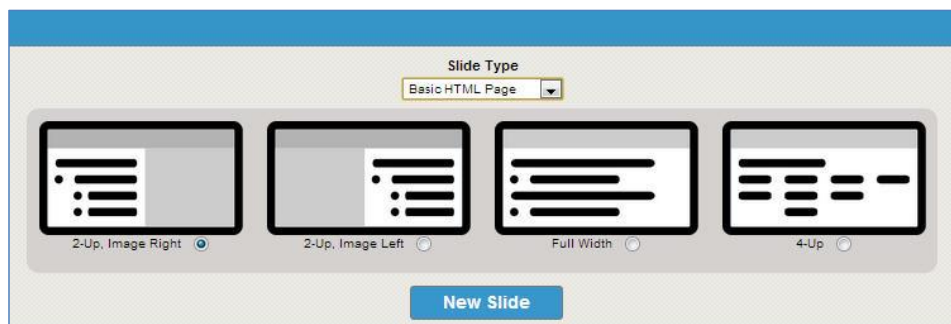 Slide Type
Basic HTML Page
2-Up, Image Right
2-Up, Image Left
Full Width
4-Up
New Slide